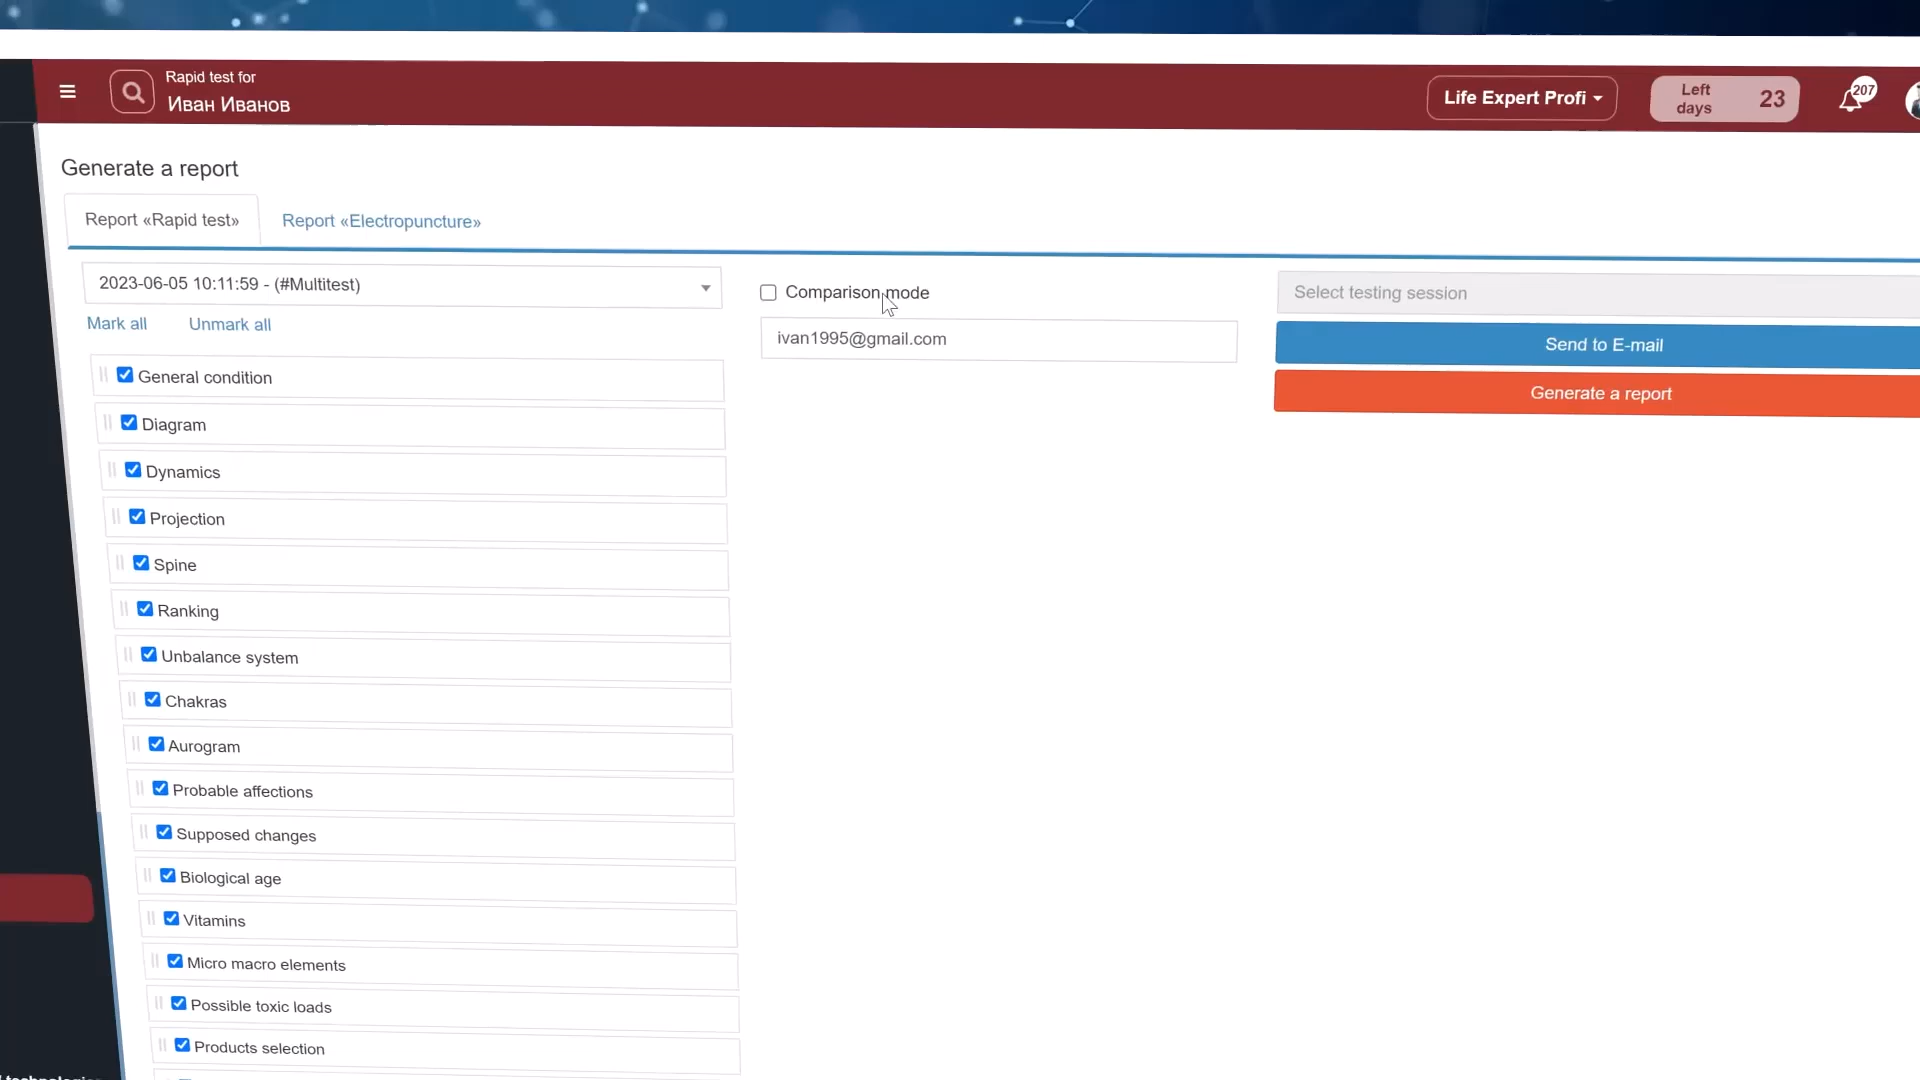 Rapid test for
Иван Иванов
Life Expert Profi
Left days 23
207
Generate a report
Report «Rapid test»
Report «Electropuncture»
2023-06-05 10:11:59 - (#Multitest)
Comparison mode
Select testing session
Mark all
Unmark all
ivan1995@gmail.com
Send to E-mail
Generate a report
General condition
Diagram
Dynamics
Projection
Spine
Ranking
Unbalance system
Chakras
Aurogram
Probable affections
Supposed changes
Biological age
Vitamins
Micro macro elements
Possible toxic loads
Products selection